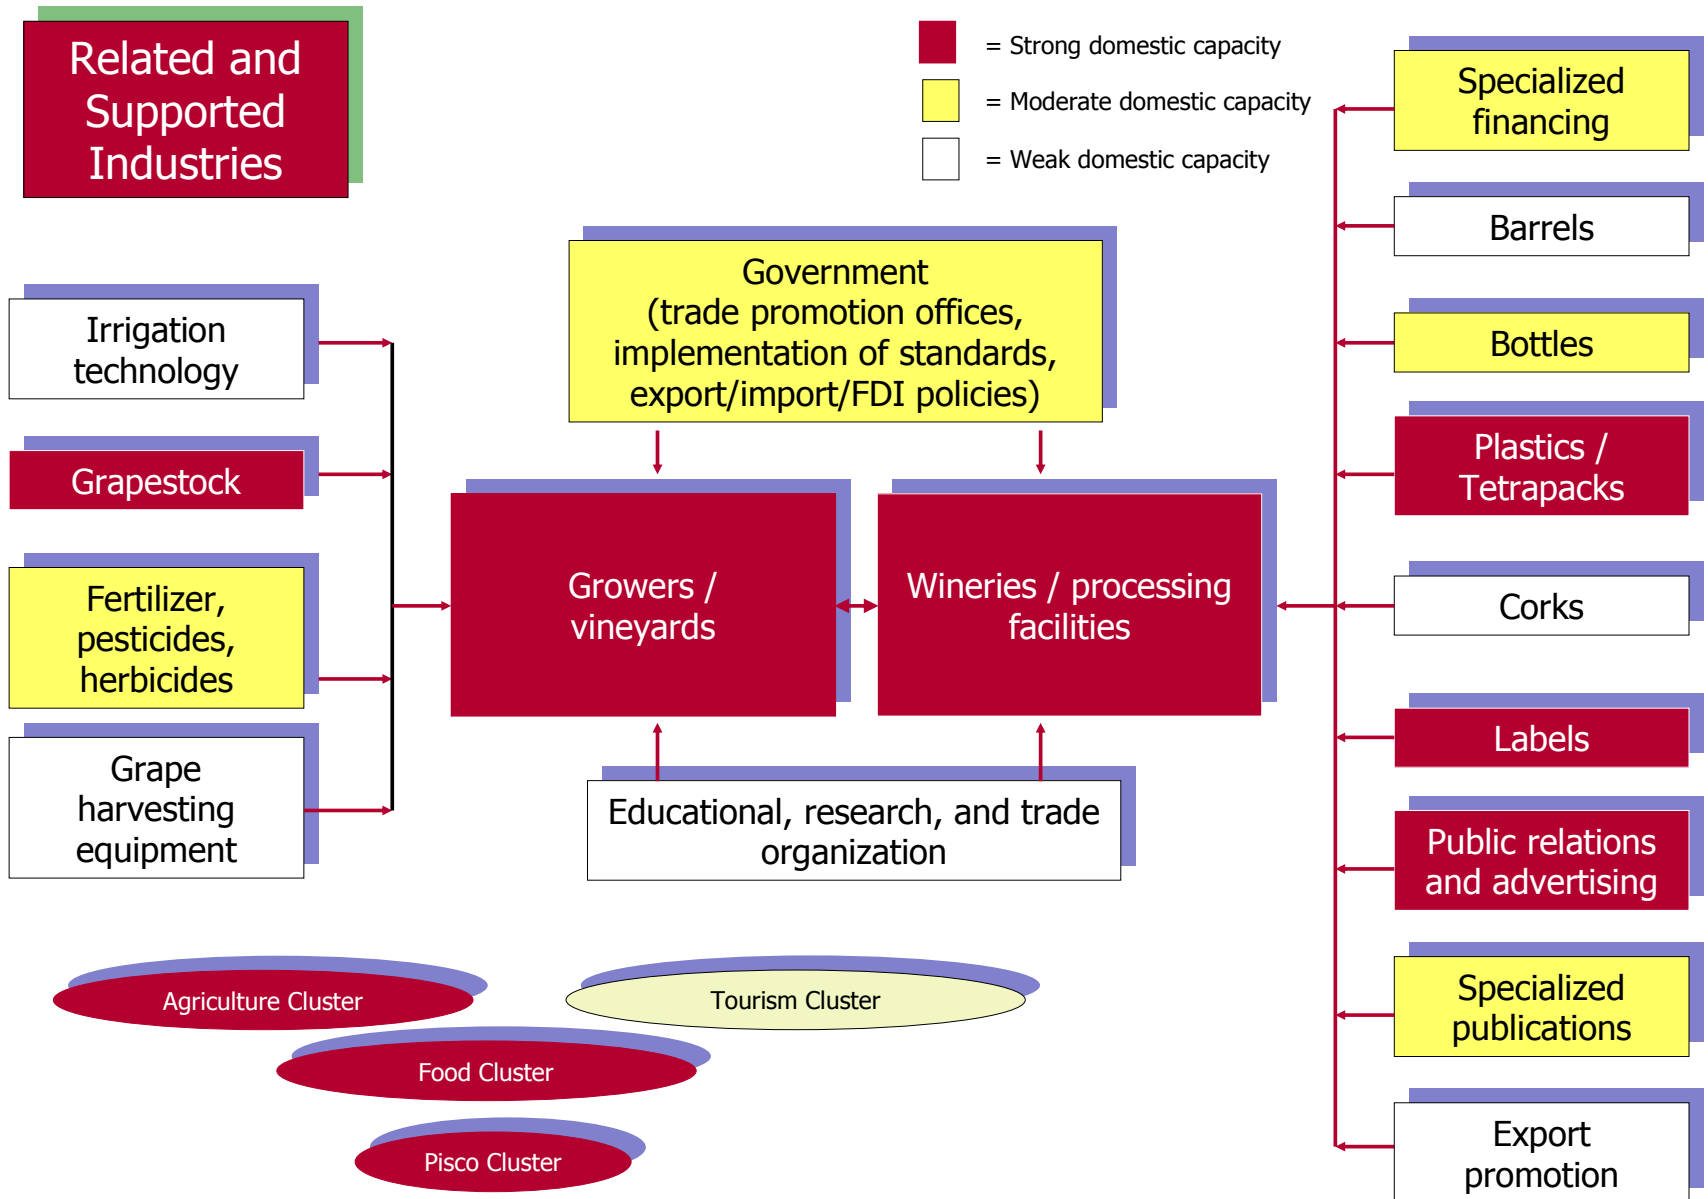 Related and
Supported
Industries
= Strong domestic capacity
= Moderate domestic capacity
= Weak domestic capacity
Government
(trade promotion offices,
implementation of standards,
export/import/FDI policies)
Irrigation
technology
Grapestock
Fertilizer,
pesticides,
herbicides
Grape
harvesting
equipment
Growers /
vineyards
Wineries / processing
facilities
Educational, research, and trade
organization
Specialized
financing
Barrels
Bottles
Plastics /
Tetrapacks
Corks
Labels
Public relations
and advertising
Specialized
publications
Export
promotion
Agriculture Cluster
Tourism Cluster
Food Cluster
Pisco Cluster